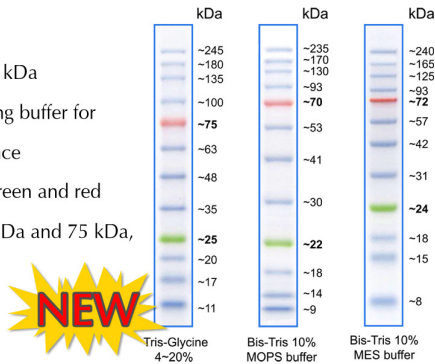 kDa
kDa
kDa
kDa
ng buffer for
nce
reen and red
Da and 75 kDa,
~245
~180
~135
~100
~75
~63
~48
~35
~25
~20
~17
~11
Tris-Glycine
4~20%
~235
~170
~130
~93
~70
~53
~41
~30
~22
~18
~14
~9
Bis-Tris 10%
MOPS buffer
~240
~165
~125
~93
~72
~57
~42
~31
~24
~18
~15
~8
Bis-Tris 10%
MES buffer
NEW